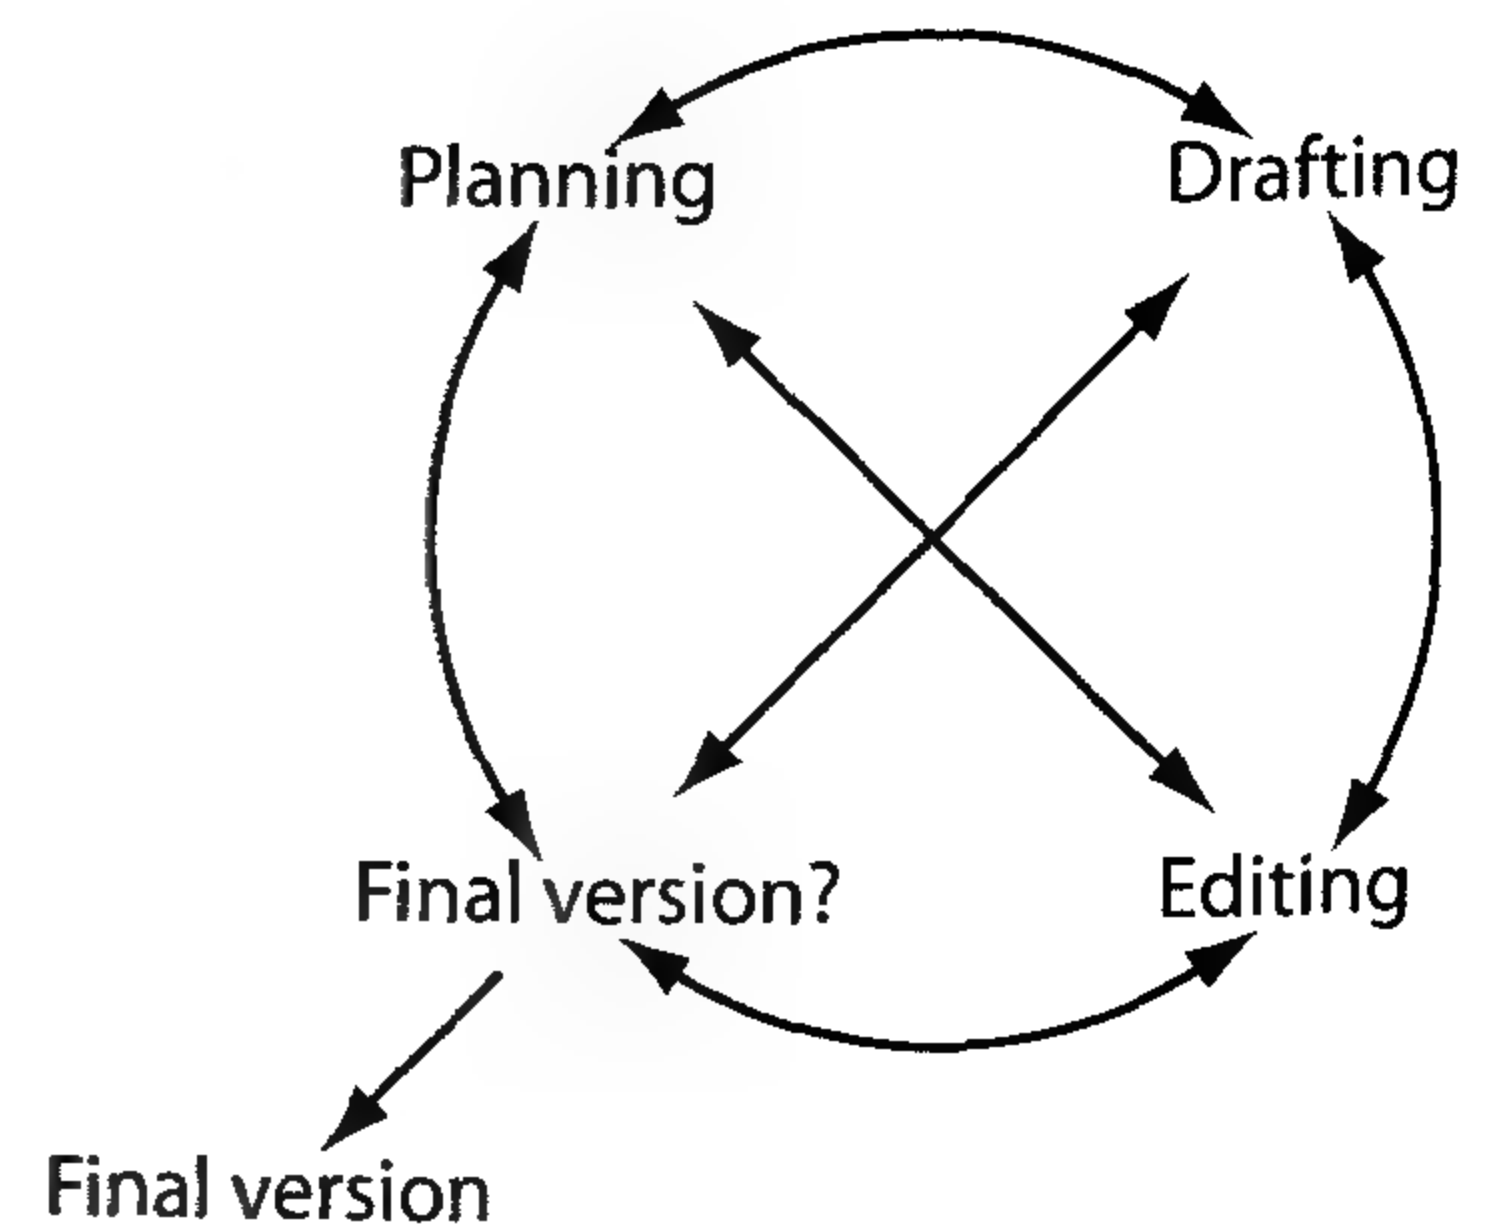 Planning
Drafting
Final version?
Editing
Final version